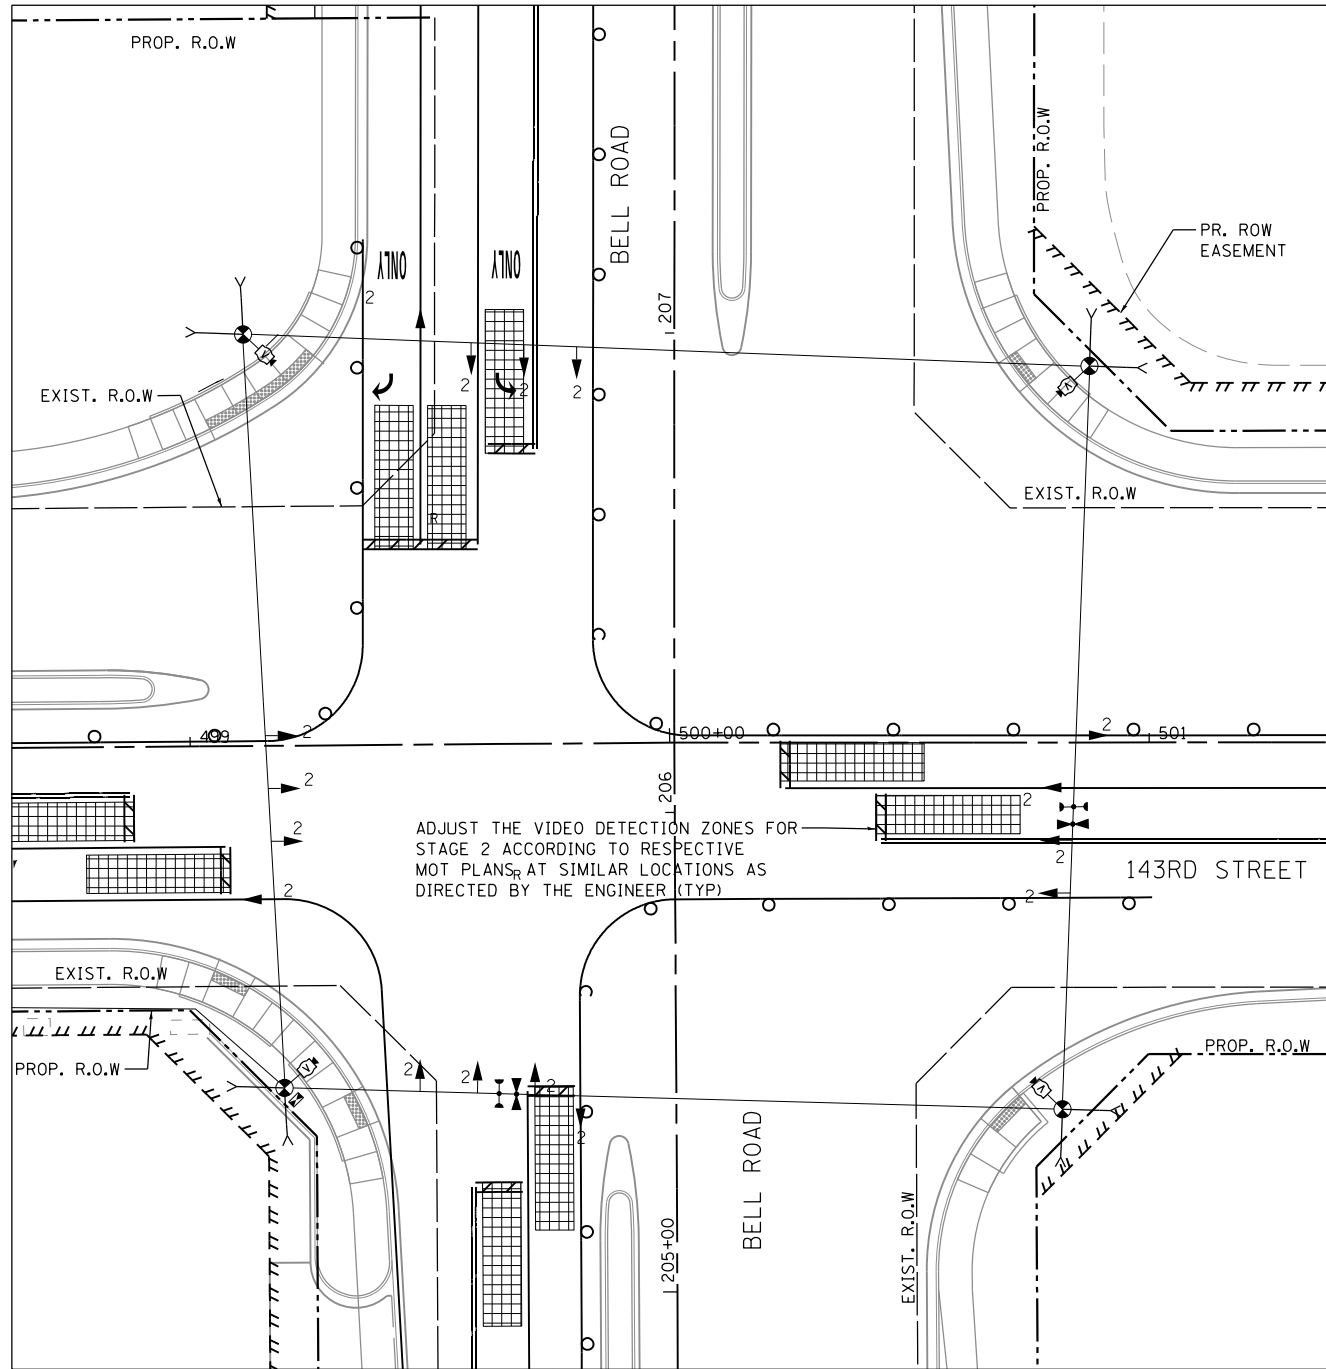 PROP. R.O.W
BELL ROAD
PROP. R.O.W
PR. ROW
EASEMENT
ONLY
ONLY
2
207
2
2
2
EXIST. R.O.W
EXIST. R.O.W
R
2
499
500+00
2
501
2
206
2
2
ADJUST THE VIDEO DETECTION ZONES FOR
STAGE 2 ACCORDING TO RESPECTIVE
MOT PLANS AT SIMILAR LOCATIONS AS
DIRECTED BY THE ENGINEER (TYP)
R
2
143RD STREET
2
2
EXIST. R.O.W
PROP. R.O.W
PROP. R.O.W
2
2
2
2
BELL ROAD
EXIST. R.O.W
205+00
V
V
V
V